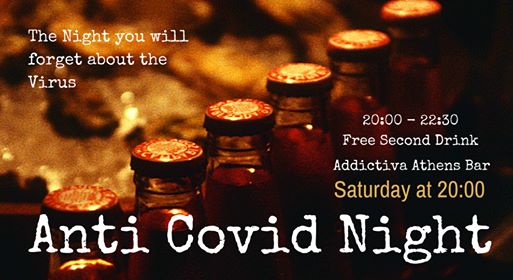 The Night you will
forget about the
Virus
20:00 - 22:30
Free Second Drink
Addictiva Athens Bar
Saturday at 20:00
Anti Covid Night